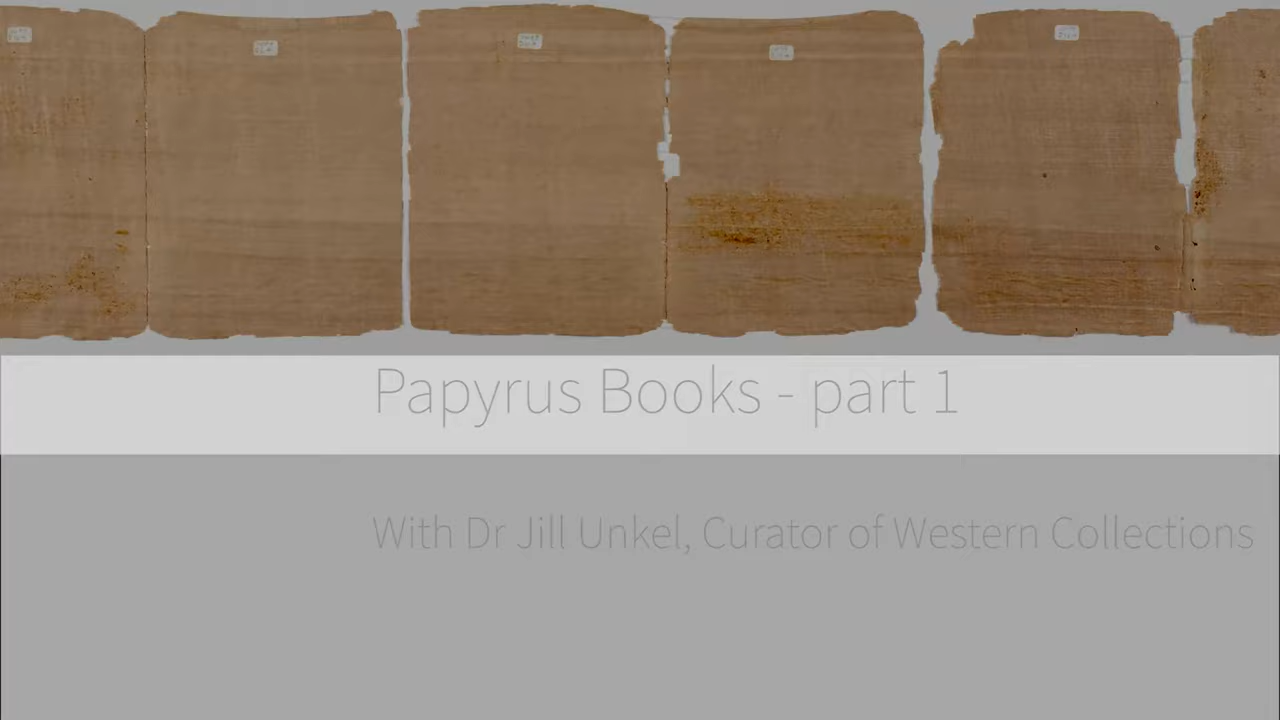 Papyrus Books - part 1
With Dr Jill Unkel, Curator of Western Collections